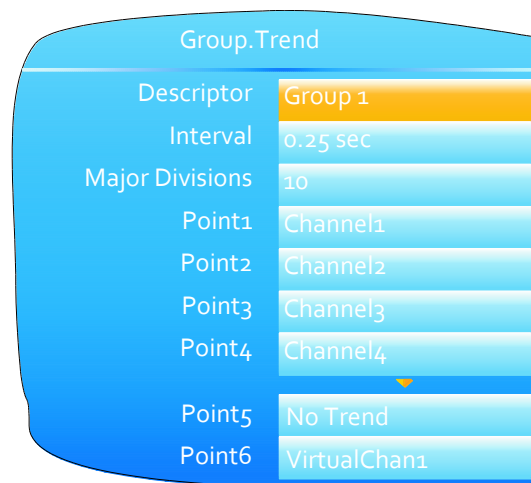 Group.Trend
Descriptor Group 1
Interval 0.25 sec
Major Divisions 10
Point1 Channel1
Point2 Channel2
Point3 Channel3
Point4 Channel4
Point5 No Trend
Point6 VirtualChan1